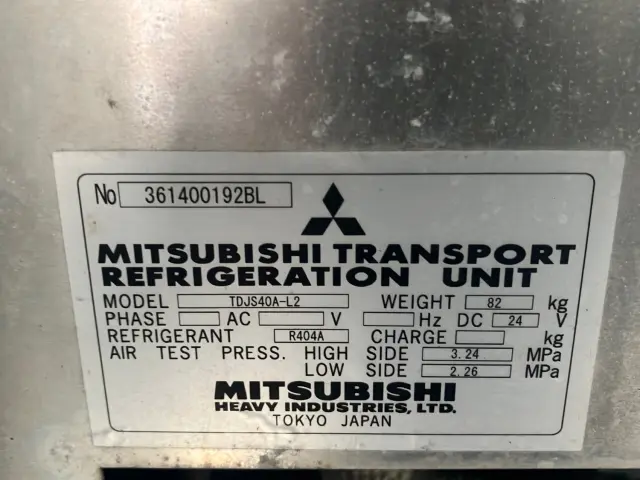 No 361400192BL
MITSUBISHI TRANSPORT
REFRIGERATION UNIT
MODEL TDJS40A-L2 WEIGHT 82 kg
PHASE AC V Hz DC 24 V
REFRIGERANT R404A CHARGE kg
AIR TEST PRESS. HIGH SIDE 3.24 MPa
LOW SIDE 2.26 MPa
MITSUBISHI
HEAVY INDUSTRIES, LTD.
TOKYO JAPAN